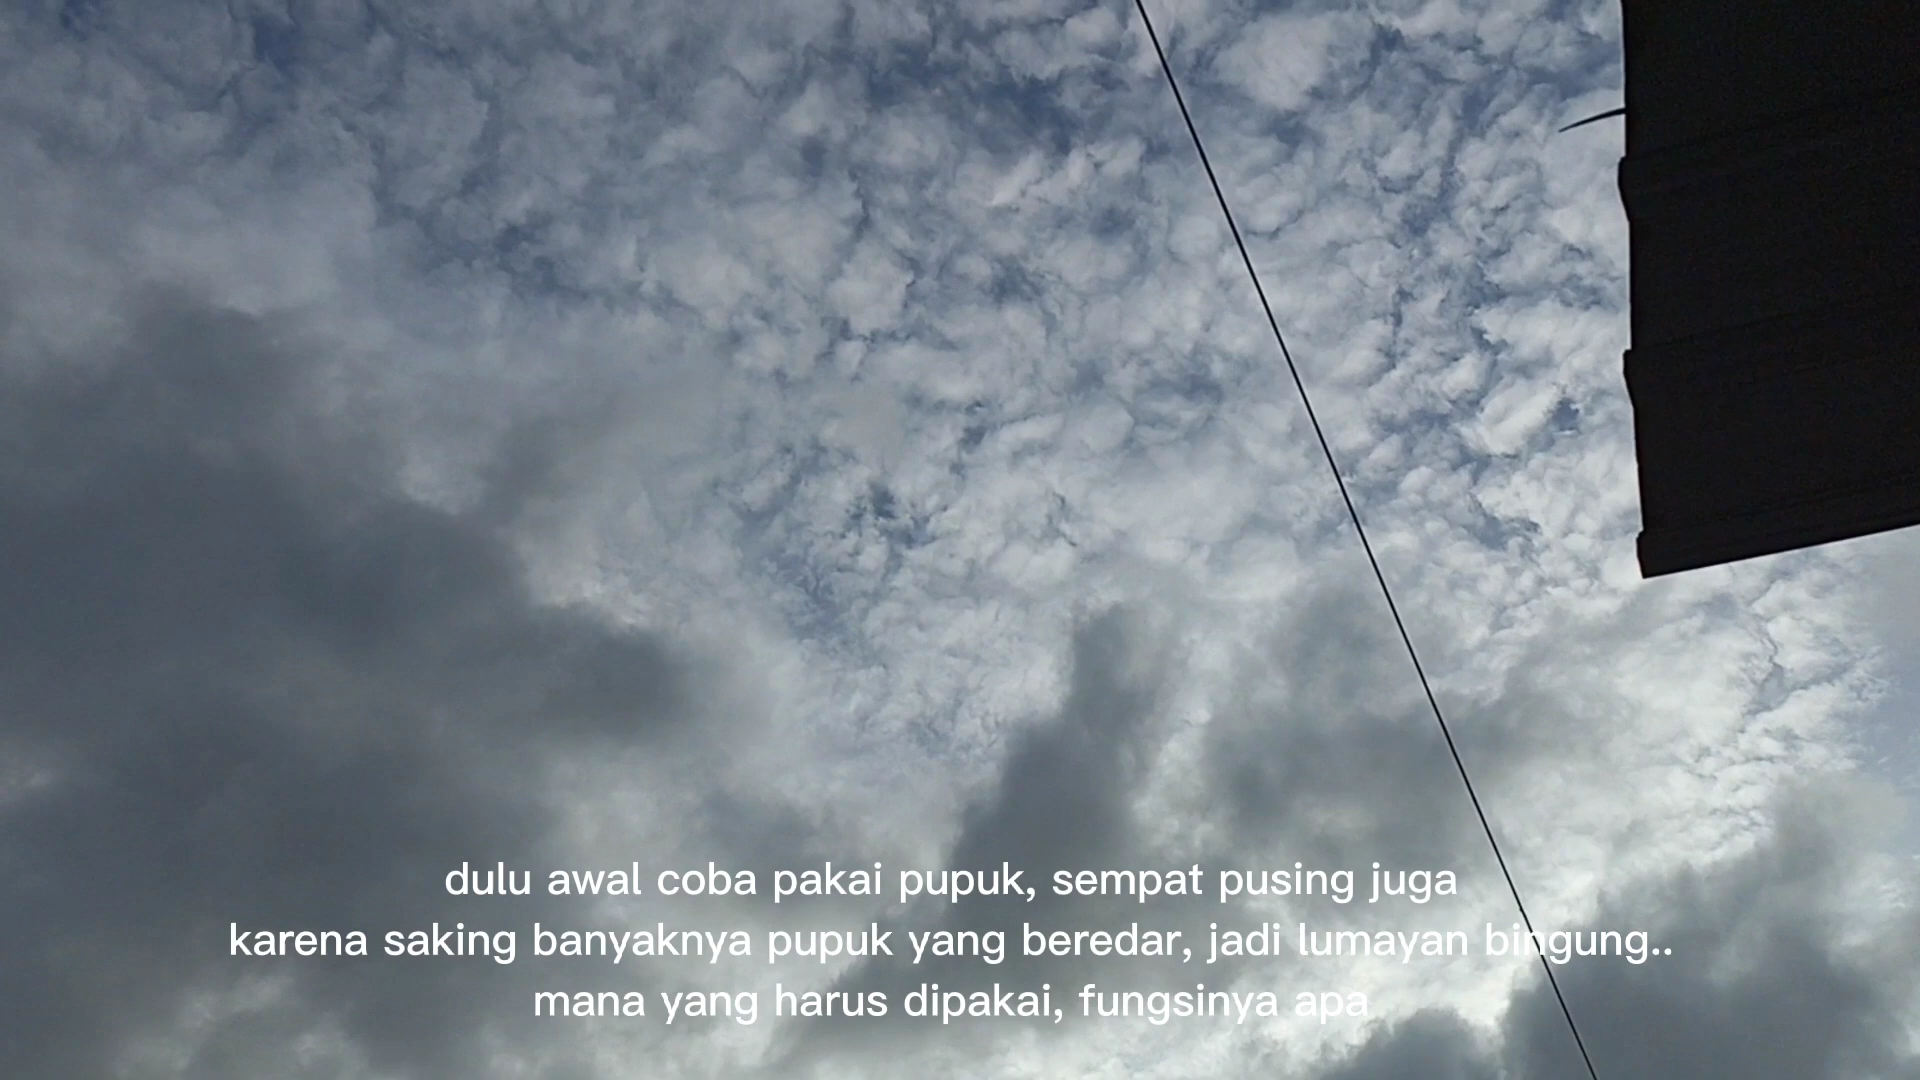 dulu awal coba pakai pupuk, sempat pusing juga
karena saking banyaknya pupuk yang beredar, jadi lumayan bingung..
mana yang harus dipakai, fungsinya apa